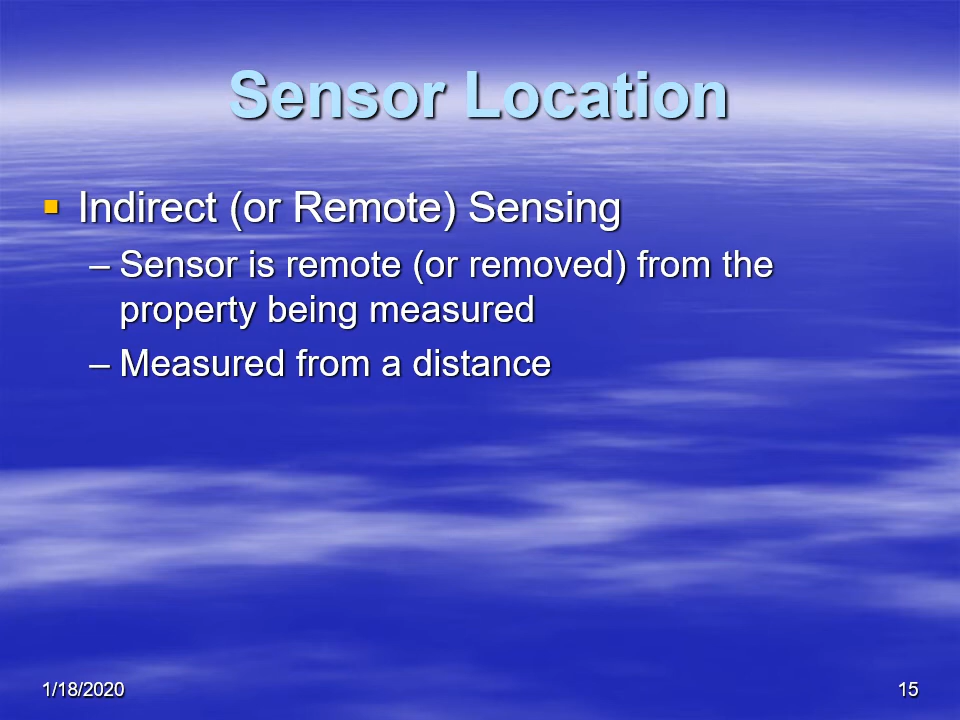 Sensor Location
▪ Indirect (or Remote) Sensing
– Sensor is remote (or removed) from the
property being measured
– Measured from a distance
1/18/2020
15